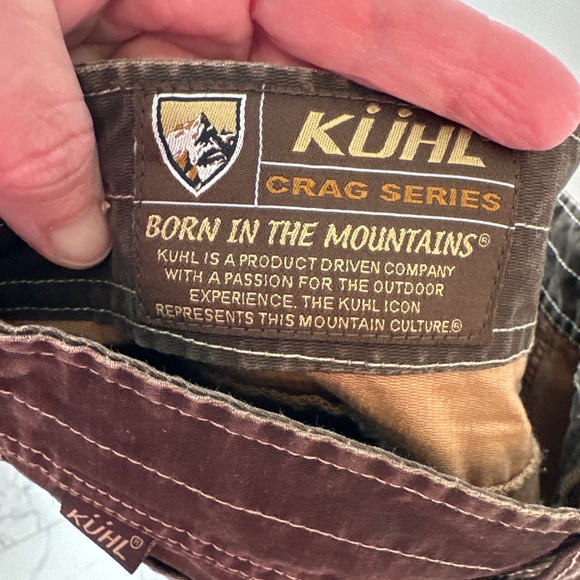 KÜHL
CRAG SERIES
BORN IN THE MOUNTAINS®
KUHL IS A PRODUCT DRIVEN COMPANY
WITH A PASSION FOR THE OUTDOOR
EXPERIENCE. THE KUHL ICON
REPRESENTS THIS MOUNTAIN CULTURE.®
KÜHL®